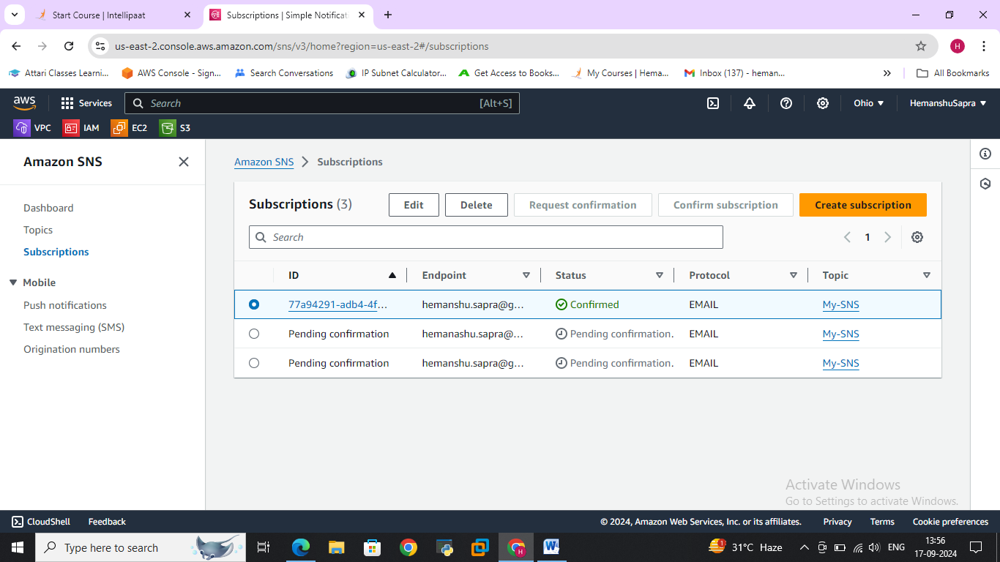 Start Course | Intellipaat
Subscriptions | Simple Notificati
us-east-2.console.aws.amazon.com/sns/v3/home?region=us-east-2#/subscriptions
H
Attari Classes Learni... AWS Console - Sign... Search Conversations IP Subnet Calculator... Get Access to Books... My Courses | Hema... Inbox (137) - heman... » All Bookmarks
aws Services Search [Alt+S] Ohio HemanshuSapra
VPC IAM EC2 S3
Amazon SNS
Dashboard
Topics
Subscriptions
Mobile
Push notifications
Text messaging (SMS)
Origination numbers
Amazon SNS Subscriptions
Subscriptions (3) Edit Delete Request confirmation Confirm subscription Create subscription
Search 1
ID Endpoint Status Protocol Topic
77a94291-adb4-4f... hemanshu.sapra@g... Confirmed EMAIL My-SNS
Pending confirmation hemanashu.sapra@... Pending confirmation. EMAIL My-SNS
Pending confirmation hemanshu.sapra@g... Pending confirmation. EMAIL My-SNS
Activate Windows
Go to Settings to activate Windows.
CloudShell Feedback © 2024, Amazon Web Services, Inc. or its affiliates. Privacy Terms Cookie preferences
Type here to search 1 31°C Haze ENG 13:56
17-09-2024